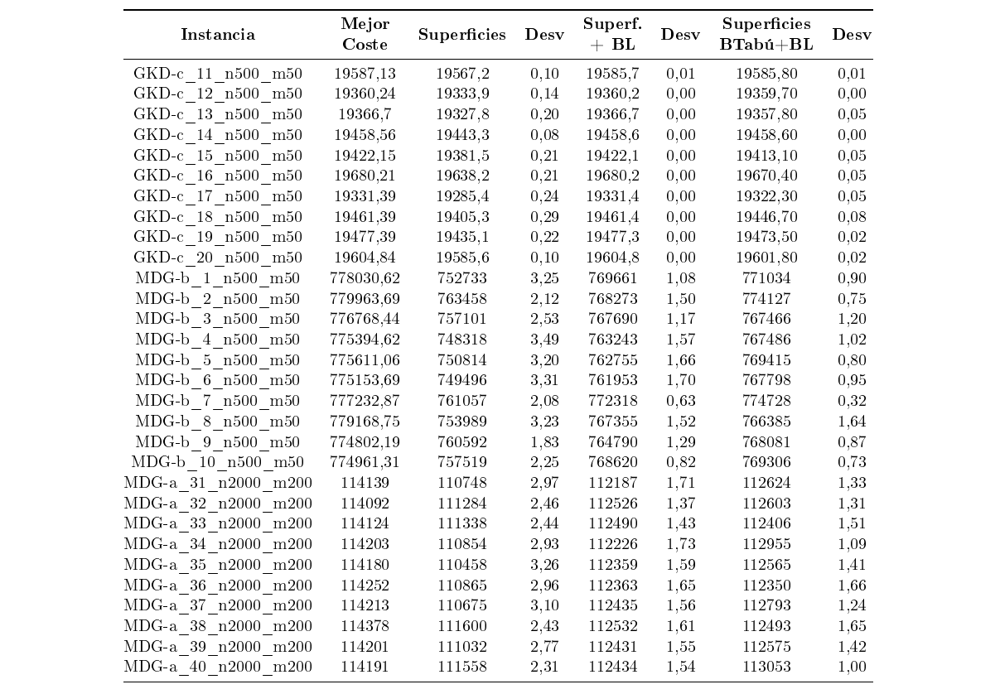 Instancia Mejor Coste Superficies Desv Superf. + BL Desv Superficies BTabú+BL Desv
GKD-c_11_n500_m50 19587,13 19567,2 0,10 19585,7 0,01 19585,80 0,01
GKD-c_12_n500_m50 19360,24 19333,9 0,14 19360,2 0,00 19359,70 0,00
GKD-c_13_n500_m50 19366,7 19327,8 0,20 19366,7 0,00 19357,80 0,05
GKD-c_14_n500_m50 19458,56 19443,3 0,08 19458,6 0,00 19458,60 0,00
GKD-c_15_n500_m50 19422,15 19381,5 0,21 19422,1 0,00 19413,10 0,05
GKD-c_16_n500_m50 19680,21 19638,2 0,21 19680,2 0,00 19670,40 0,05
GKD-c_17_n500_m50 19331,39 19285,4 0,24 19331,4 0,00 19322,30 0,05
GKD-c_18_n500_m50 19461,39 19405,3 0,29 19461,4 0,00 19446,70 0,08
GKD-c_19_n500_m50 19477,39 19435,1 0,22 19477,3 0,00 19473,50 0,02
GKD-c_20_n500_m50 19604,84 19585,6 0,10 19604,8 0,00 19601,80 0,02
MDG-b_1_n500_m50 778030,62 752733 3,25 769661 1,08 771034 0,90
MDG-b_2_n500_m50 779963,69 763458 2,12 768273 1,50 774127 0,75
MDG-b_3_n500_m50 776768,44 757101 2,53 767690 1,17 767466 1,20
MDG-b_4_n500_m50 775394,62 748318 3,49 763243 1,57 767486 1,02
MDG-b_5_n500_m50 775611,06 750814 3,20 762755 1,66 769415 0,80
MDG-b_6_n500_m50 775153,69 749496 3,31 761953 1,70 767798 0,95
MDG-b_7_n500_m50 777232,87 761057 2,08 772318 0,63 774728 0,32
MDG-b_8_n500_m50 779168,75 753989 3,23 767355 1,52 766385 1,64
MDG-b_9_n500_m50 774802,19 760592 1,83 764790 1,29 768081 0,87
MDG-b_10_n500_m50 774961,31 757519 2,25 768620 0,82 769306 0,73
MDG-a_31_n2000_m200 114139 110748 2,97 112187 1,71 112624 1,33
MDG-a_32_n2000_m200 114092 111284 2,46 112526 1,37 112603 1,31
MDG-a_33_n2000_m200 114124 111338 2,44 112490 1,43 112406 1,51
MDG-a_34_n2000_m200 114203 110854 2,93 112226 1,73 112955 1,09
MDG-a_35_n2000_m200 114180 110458 3,26 112359 1,59 112565 1,41
MDG-a_36_n2000_m200 114252 110865 2,96 112363 1,65 112350 1,66
MDG-a_37_n2000_m200 114213 110675 3,10 112435 1,56 112793 1,24
MDG-a_38_n2000_m200 114378 111600 2,43 112532 1,61 112493 1,65
MDG-a_39_n2000_m200 114201 111032 2,77 112431 1,55 112575 1,42
MDG-a_40_n2000_m200 114191 111558 2,31 112434 1,54 113053 1,00